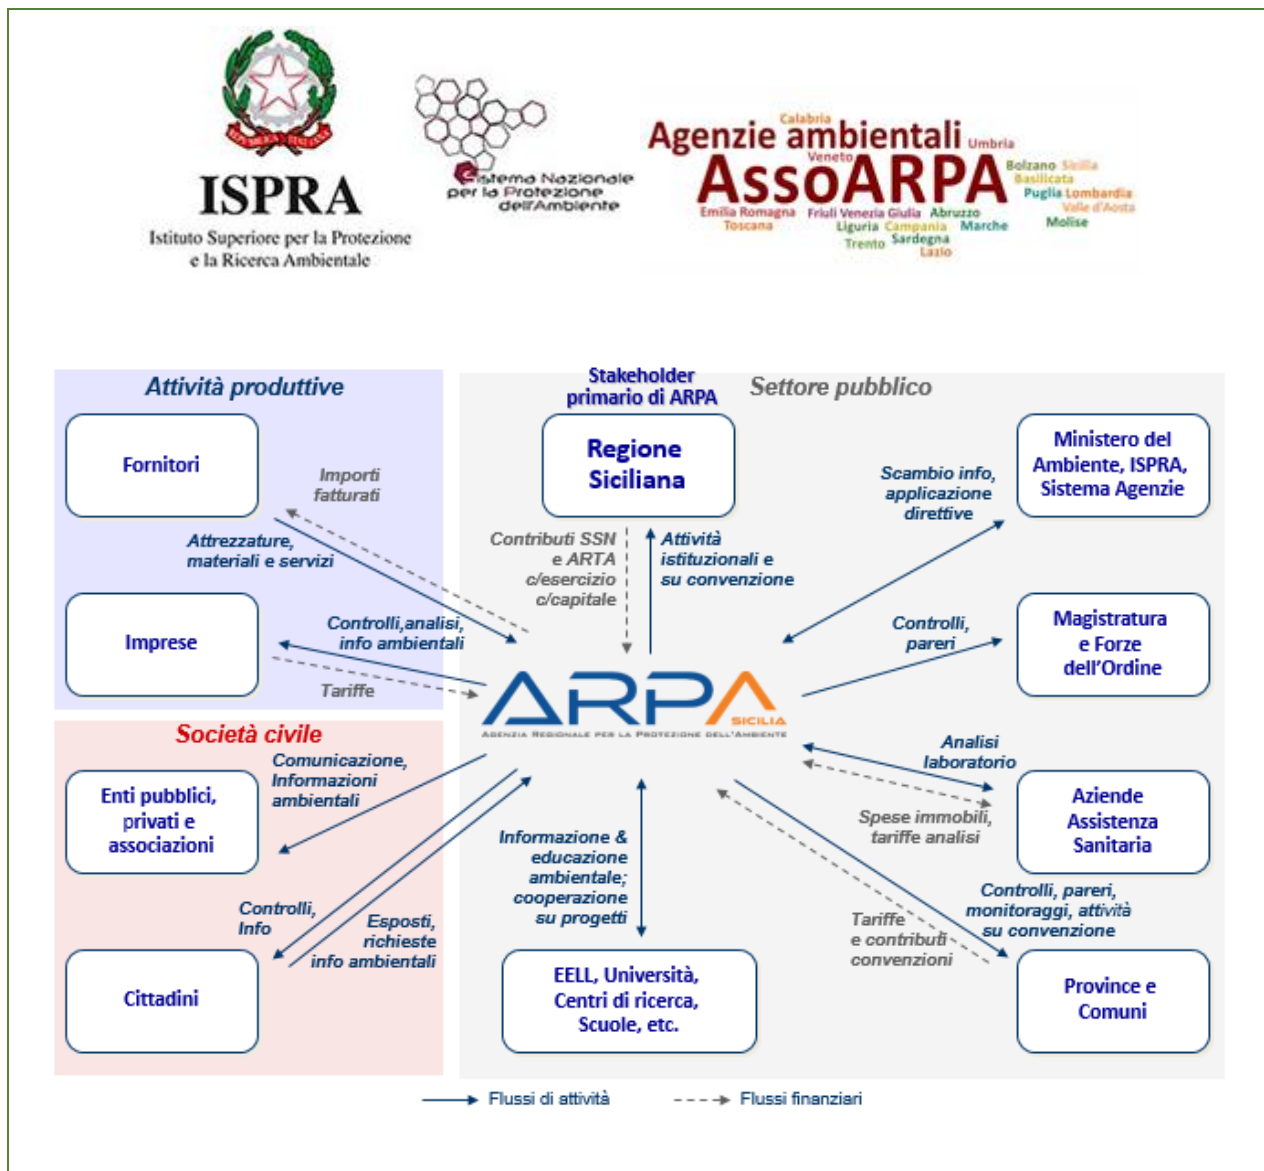 ISPRA
Istituto Superiore per la Protezione
e la Ricerca Ambientale
Sistema Nazionale
per la Protezione
dell'Ambiente
Calabria
Agenzie ambientali
Umbria
Veneto
AssoARPA
Bolzano Sicilia
Basilicata
Puglia Lombardia
Valle d'Aosta
Molise
Emilia Romagna Friuli Venezia Giulia Abruzzo
Toscana
Liguria Campania Marche
Trento Sardegna
Lazio
Attività produttive
Fornitori
Importi
fatturati
Attrezzature,
materiali e servizi
Imprese
Controlli,analisi,
info ambientali
Tariffe
Società civile
Comunicazione,
Informazioni
ambientali
Enti pubblici,
privati e
associazioni
Controlli,
Info
Esposti,
richieste
info ambientali
Cittadini
Stakeholder
primario di ARPA
Settore pubblico
Regione
Siciliana
Contributi SSN
e ARTA
c/esercizio
c/capitale
Attività
istituzionali e
su convenzione
Scambio info,
applicazione
direttive
Ministero del
Ambiente, ISPRA,
Sistema Agenzie
Controlli,
pareri
Magistratura
e Forze
dell'Ordine
ARPA
SICILIA
AGENZIA REGIONALE PER LA PROTEZIONE DELL'AMBIENTE
Analisi
laboratorio
Spese immobili,
tariffe analisi
Aziende
Assistenza
Sanitaria
Informazione &
educazione
ambientale;
cooperazione
su progetti
Controlli, pareri,
monitoraggi, attività
su convenzione
Tariffe
e contributi
convenzioni
EELL, Università,
Centri di ricerca,
Scuole, etc.
Province e
Comuni
Flussi di attività
Flussi finanziari